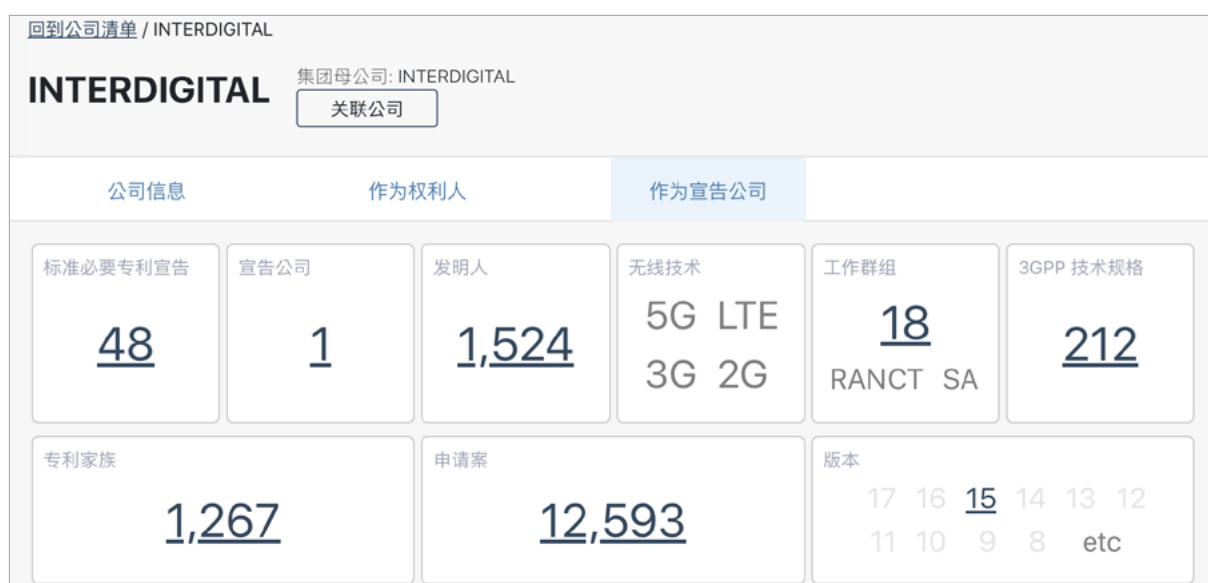 回到公司清单 / INTERDIGITAL
INTERDIGITAL
集团母公司: INTERDIGITAL
关联公司
公司信息 作为权利人 作为宣告公司
标准必要专利宣告 宣告公司 发明人 无线技术 工作群组 3GPP 技术规格
48 1 1,524 5G LTE 18 212
3G 2G RANCT SA
专利家族 申请案 版本
1,267 12,593 17 16 15 14 13 12
11 10 9 8 etc